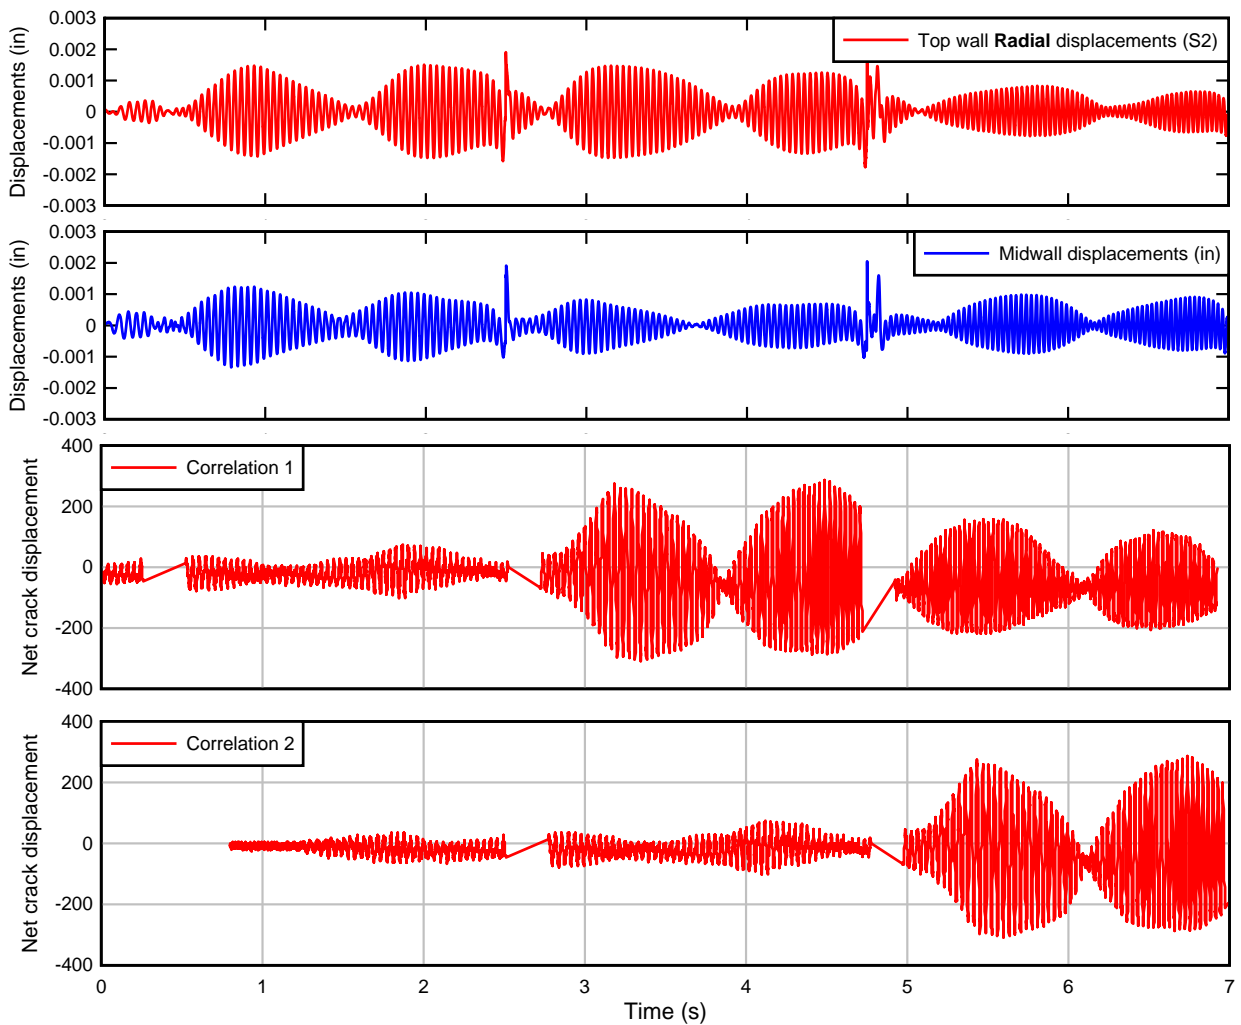 0.003
0.002
0.001
0
-0.001
-0.002
-0.003
Displacements (in)
Top wall Radial displacements (S2)
0.003
0.002
0.001
0
-0.001
-0.002
-0.003
Displacements (in)
Midwall displacements (in)
400
200
0
-200
-400
Net crack displacement
Correlation 1
400
200
0
-200
-400
Net crack displacement
Correlation 2
0 1 2 3 4 5 6 7
Time (s)